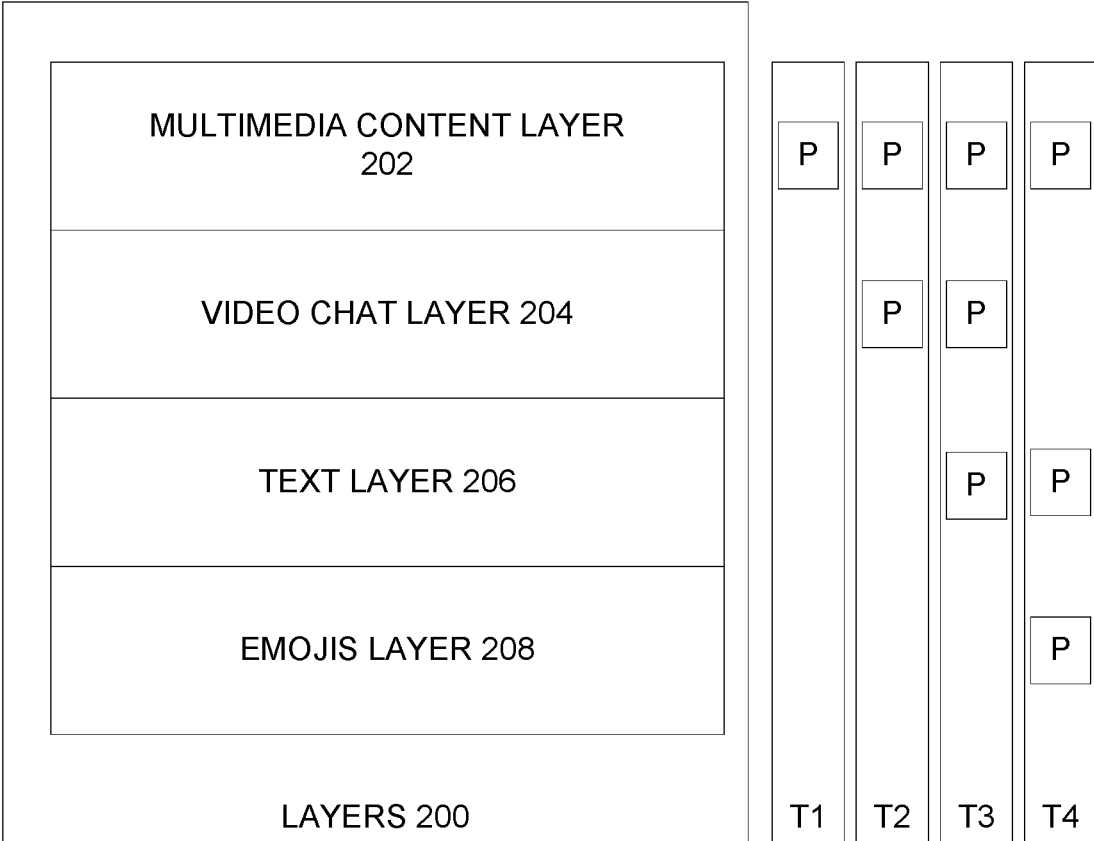 MULTIMEDIA CONTENT LAYER
202
P P P P
VIDEO CHAT LAYER 204
P P
TEXT LAYER 206
P P
EMOJIS LAYER 208
P
LAYERS 200
T1 T2 T3 T4